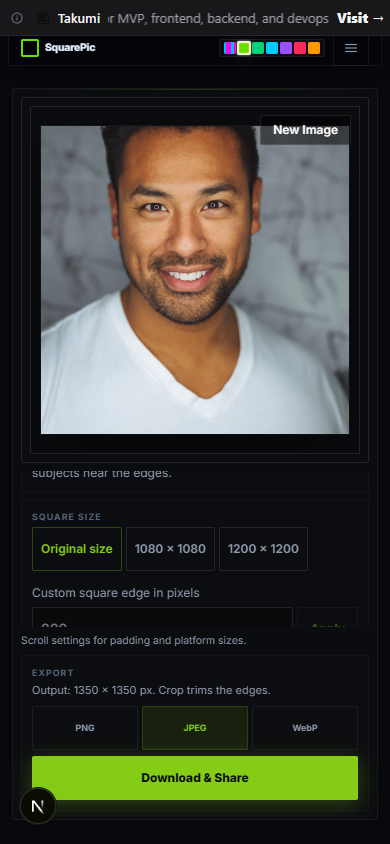 Takumi or MVP, frontend, backend, and devops Visit →
SquarePic
New Image
subjects near the edges.
SQUARE SIZE
Original size 1080 × 1080 1200 × 1200
Custom square edge in pixels
Scroll settings for padding and platform sizes.
EXPORT
Output: 1350 × 1350 px. Crop trims the edges.
PNG JPEG WebP
Download & Share
N